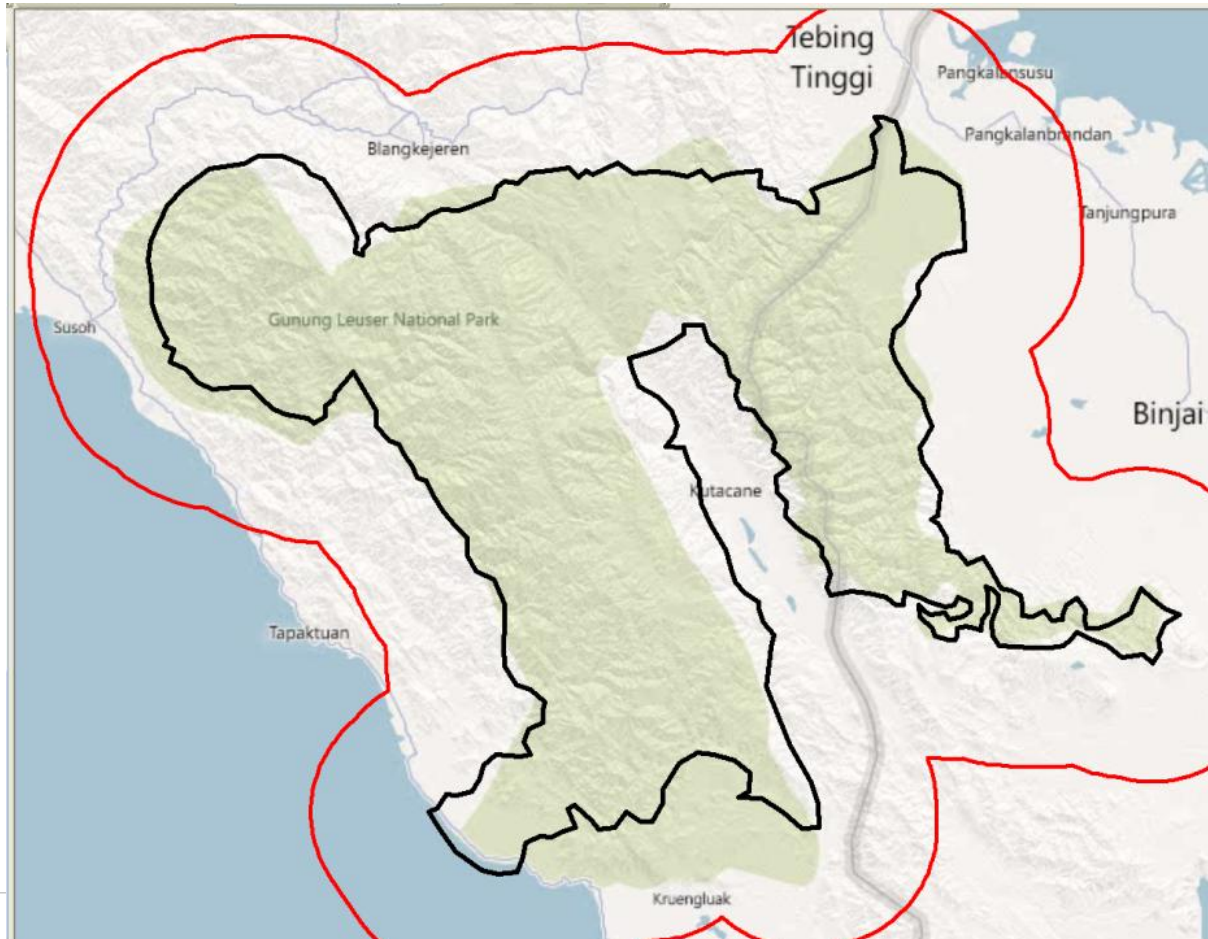 Tebing
Tinggi
Pangkalansusu
Pangkalanbrandan
Blangkejeren
Tanjungpura
Gunung Leuser National Park
Susoh
Binjai
Kutacane
Tapaktuan
Kruengluak